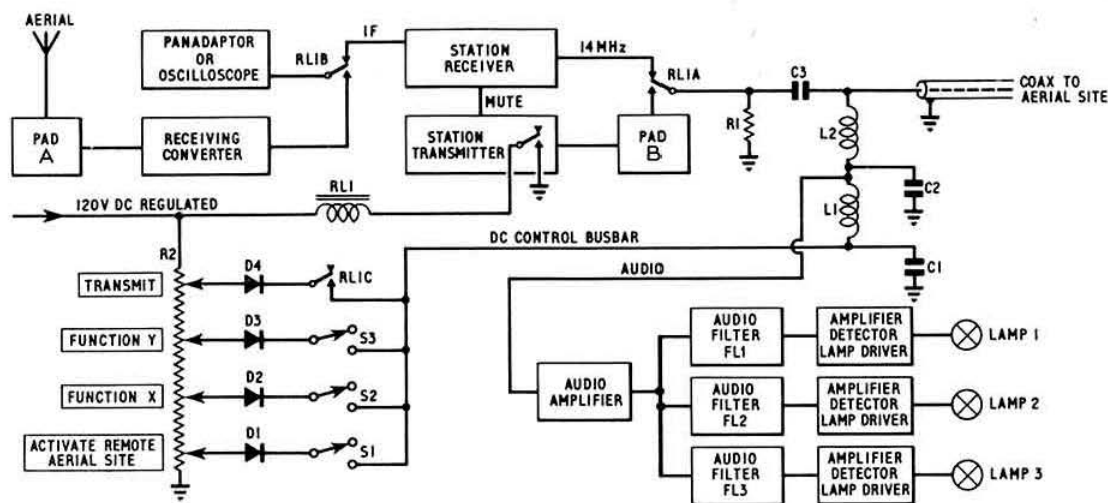 AERIAL
PAD
A
PANADAPTOR
OR
OSCILLOSCOPE
RECEIVING
CONVERTER
RL1B
IF
STATION
RECEIVER
MUTE
STATION
TRANSMITTER
14MHz
RL1A
PAD
B
R1
C3
L2
COAX TO
AERIAL SITE
C2
L1
C1
RL1
120V DC REGULATED
DC CONTROL BUSBAR
AUDIO
R2
TRANSMIT
D4
RL1C
FUNCTION Y
D3
S3
FUNCTION X
D2
S2
ACTIVATE REMOTE
AERIAL SITE
D1
S1
AUDIO
AMPLIFIER
AUDIO
FILTER
FL1
AMPLIFIER
DETECTOR
LAMP DRIVER
LAMP 1
AUDIO
FILTER
FL2
AMPLIFIER
DETECTOR
LAMP DRIVER
LAMP 2
AUDIO
FILTER
FL3
AMPLIFIER
DETECTOR
LAMP DRIVER
LAMP 3